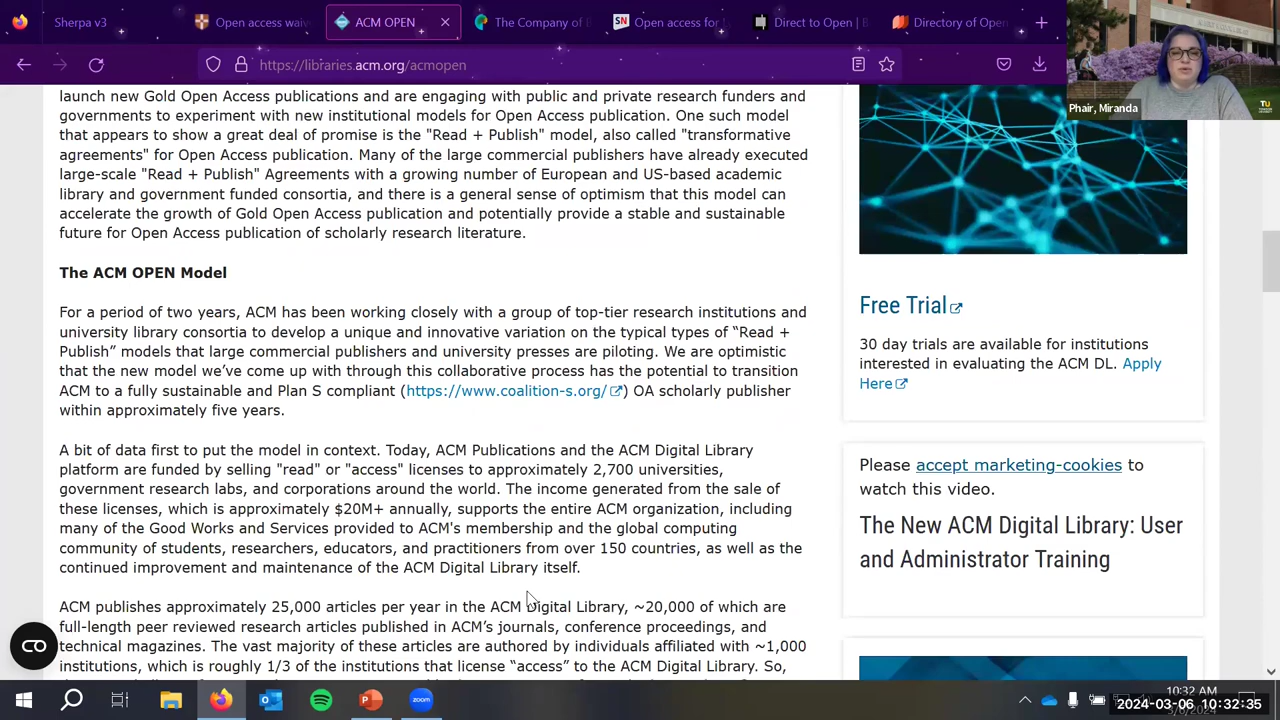 Sherpa v3
Open access waiv
ACM OPEN
The Company of B
Open access for
Direct to Open | B
Directory of Open
https://libraries.acm.org/acmopen
Phair, Miranda
TU
launch new Gold Open Access publications and are engaging with public and private research funders and
governments to experiment with new institutional models for Open Access publication. One such model
that appears to show a great deal of promise is the "Read + Publish" model, also called "transformative
agreements" for Open Access publication. Many of the large commercial publishers have already executed
large-scale "Read + Publish" Agreements with a growing number of European and US-based academic
library and government funded consortia, and there is a general sense of optimism that this model can
accelerate the growth of Gold Open Access publication and potentially provide a stable and sustainable
future for Open Access publication of scholarly research literature.
The ACM OPEN Model
For a period of two years, ACM has been working closely with a group of top-tier research institutions and
university library consortia to develop a unique and innovative variation on the typical types of “Read +
Publish” models that large commercial publishers and university presses are piloting. We are optimistic
that the new model we’ve come up with through this collaborative process has the potential to transition
ACM to a fully sustainable and Plan S compliant (https://www.coalition-s.org/) OA scholarly publisher
within approximately five years.
A bit of data first to put the model in context. Today, ACM Publications and the ACM Digital Library
platform are funded by selling "read" or "access" licenses to approximately 2,700 universities,
government research labs, and corporations around the world. The income generated from the sale of
these licenses, which is approximately $20M+ annually, supports the entire ACM organization, including
many of the Good Works and Services provided to ACM's membership and the global computing
community of students, researchers, educators, and practitioners from over 150 countries, as well as the
continued improvement and maintenance of the ACM Digital Library itself.
ACM publishes approximately 25,000 articles per year in the ACM Digital Library, ~20,000 of which are
full-length peer reviewed research articles published in ACM’s journals, conference proceedings, and
technical magazines. The vast majority of these articles are authored by individuals affiliated with ~1,000
institutions, which is roughly 1/3 of the institutions that license “access” to the ACM Digital Library. So,
Free Trial
30 day trials are available for institutions
interested in evaluating the ACM DL. Apply
Here
Please accept marketing-cookies to
watch this video.
The New ACM Digital Library: User
and Administrator Training
zoom
10:32 AM
2024-03-06 10:32:35